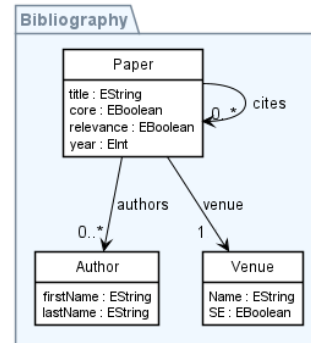 Bibliography
Paper
title : EString
core : EBoolean
relevance : EBoolean
year : EInt
0..*
cites
authors
venue
0..*
1
Author
firstName : EString
lastName : EString
Venue
Name : EString
SE : EBoolean